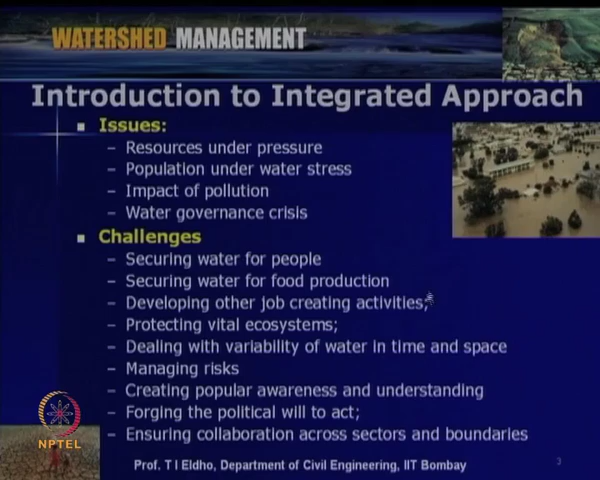 WATERSHED MANAGEMENT
Introduction to Integrated Approach
Issues:
– Resources under pressure
– Population under water stress
– Impact of pollution
– Water governance crisis
Challenges
– Securing water for people
– Securing water for food production
– Developing other job creating activities;
– Protecting vital ecosystems;
– Dealing with variability of water in time and space
– Managing risks
– Creating popular awareness and understanding
– Forging the political will to act;
– Ensuring collaboration across sectors and boundaries
NPTEL
Prof. T I Eldho, Department of Civil Engineering, IIT Bombay
3